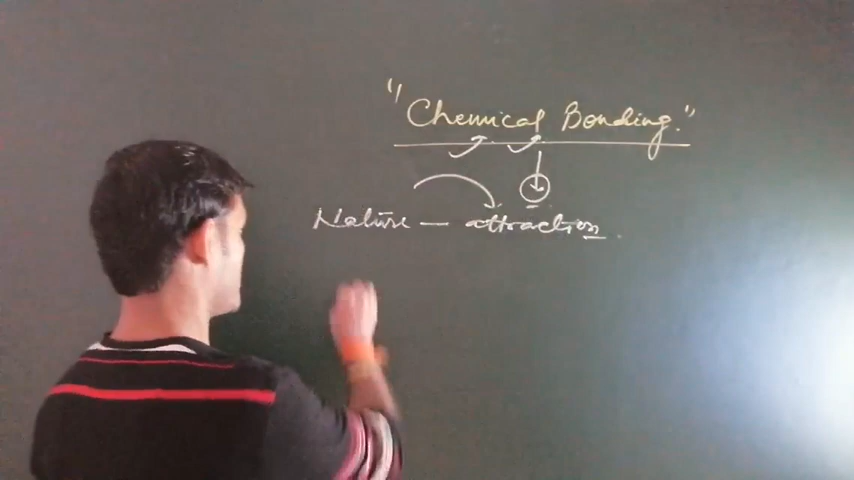 "Chemical Bonding."
Nature — attraction.